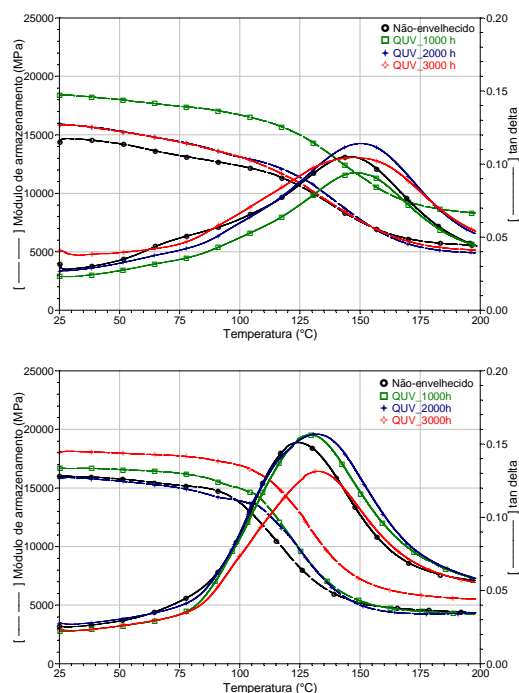 25000
20000
15000
10000
5000
0
[ —— —— ] Módulo de armazenamento (MPa)
0.20
0.15
0.10
0.05
0.00
[ ——— ] tan delta
Não-envelhecido
QUV_1000 h
QUV_2000 h
QUV_3000 h
25 50 75 100 125 150 175 200
Temperatura (°C)
25000
20000
15000
10000
5000
0
[ —— —— ] Módulo de armazenamento (MPa)
0.20
0.15
0.10
0.05
0.00
[ ——— ] tan delta
Não-envelhecido
QUV_1000h
QUV_2000h
QUV_3000h
25 50 75 100 125 150 175 200
Temperatura (°C)